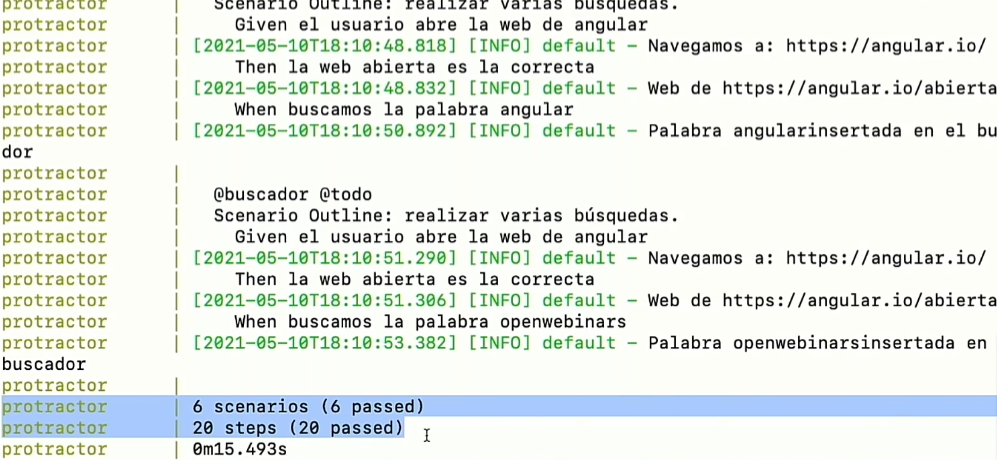 protractor | Scenario Outline: realizar varias búsquedas.
protractor | Given el usuario abre la web de angular
protractor | [2021-05-10T18:10:48.818] [INFO] default - Navegamos a: https://angular.io/
protractor | Then la web abierta es la correcta
protractor | [2021-05-10T18:10:48.832] [INFO] default - Web de https://angular.io/abierta
protractor | When buscamos la palabra angular
protractor | [2021-05-10T18:10:50.892] [INFO] default - Palabra angularinsertada en el bu
dor
protractor |
protractor | @buscador @todo
protractor | Scenario Outline: realizar varias búsquedas.
protractor | Given el usuario abre la web de angular
protractor | [2021-05-10T18:10:51.290] [INFO] default - Navegamos a: https://angular.io/
protractor | Then la web abierta es la correcta
protractor | [2021-05-10T18:10:51.306] [INFO] default - Web de https://angular.io/abierta
protractor | When buscamos la palabra openwebinars
protractor | [2021-05-10T18:10:53.382] [INFO] default - Palabra openwebinarsinsertada en
buscador
protractor |
protractor | 6 scenarios (6 passed)
protractor | 20 steps (20 passed)
protractor | 0m15.493s